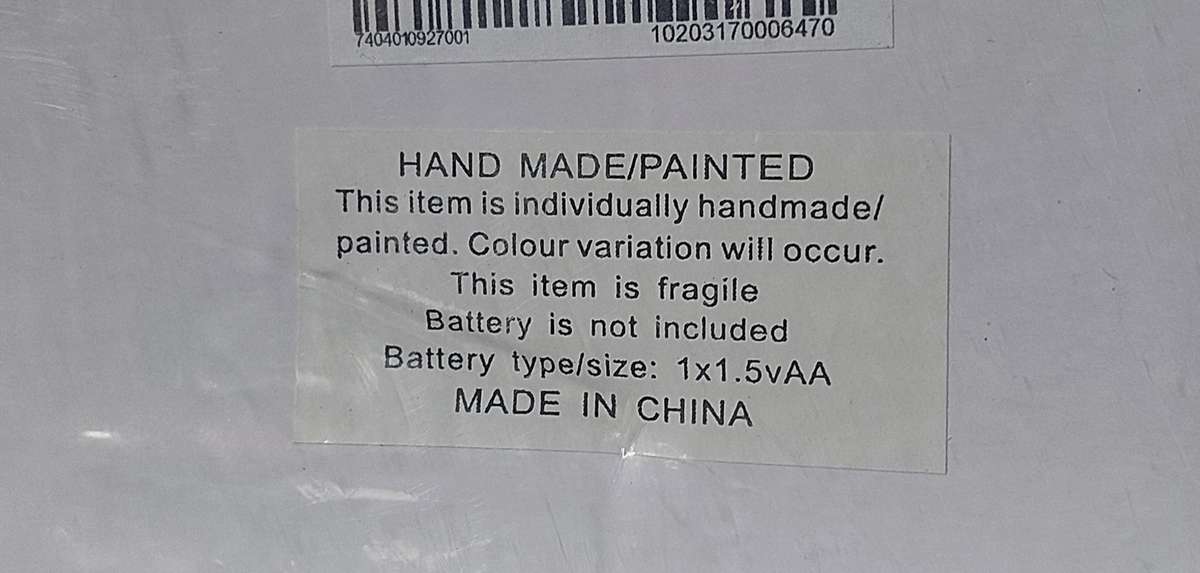 7404010927001 10203170006470
HAND MADE/PAINTED
This item is individually handmade/
painted. Colour variation will occur.
This item is fragile
Battery is not included
Battery type/size: 1x1.5vAA
MADE IN CHINA